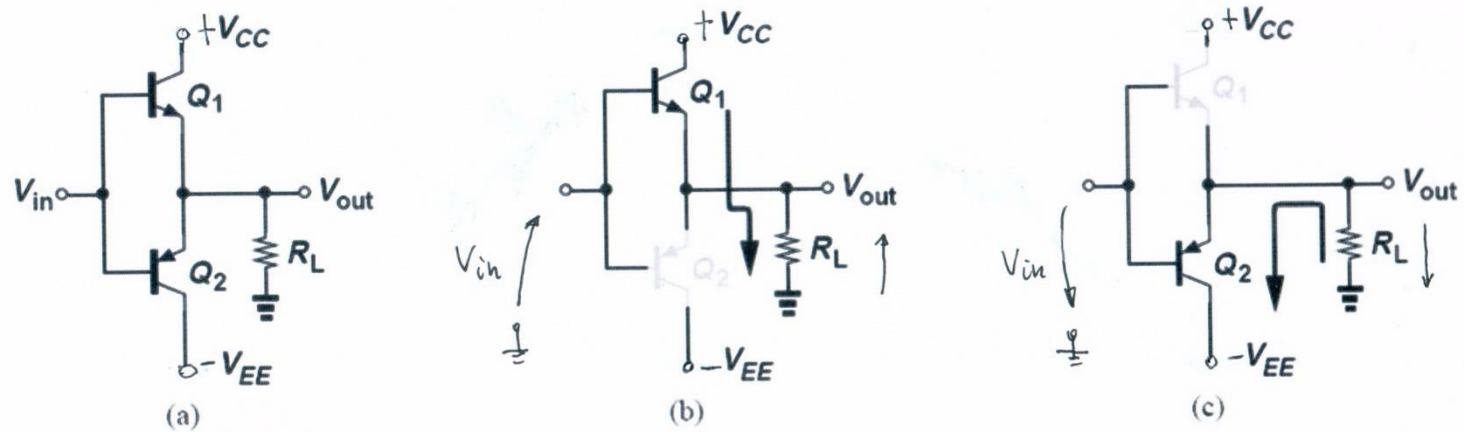 +VCC
Q1
Vin
Vout
RL
Q2
-VEE
(a)
+VCC
Q1
Vout
Vin
RL
Q2
-VEE
(b)
+VCC
Q1
Vout
Vin
RL
Q2
-VEE
(c)